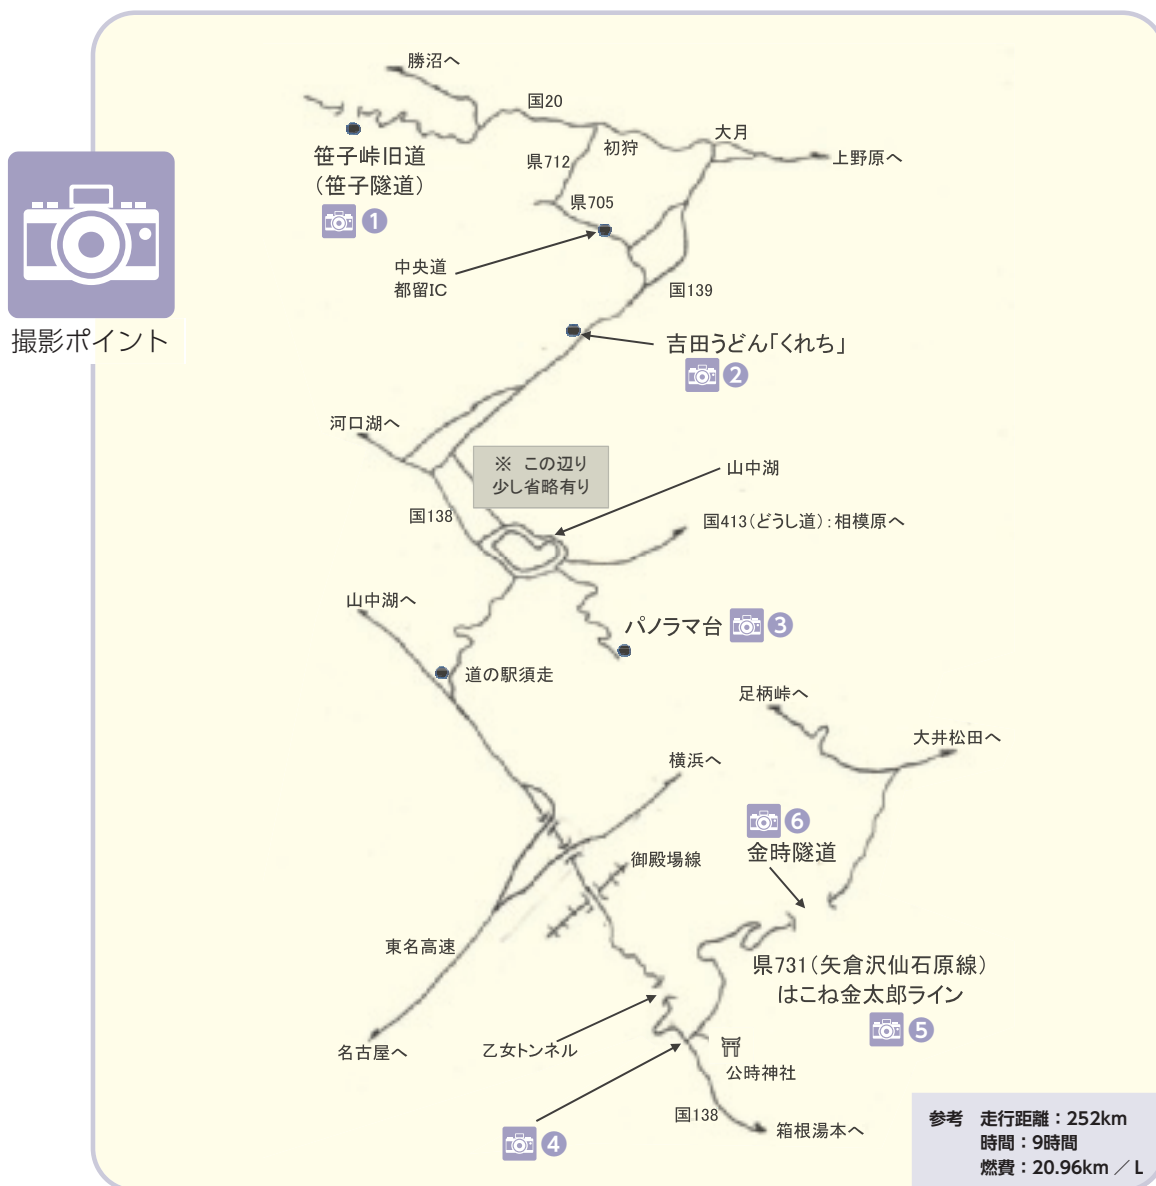 勝沼へ
国20
大月
初狩
上野原へ
県712
笹子峠旧道
（笹子隧道）
1
県705
中央道
都留IC
国139
撮影ポイント
吉田うどん「くれち」
2
河口湖へ
※ この辺り
少し省略有り
山中湖
国138
国413（どうし道）：相模原へ
山中湖へ
パノラマ台
3
道の駅須走
足柄峠へ
大井松田へ
横浜へ
6
金時隧道
御殿場線
東名高速
県731（矢倉沢仙石原線）
はこね金太郎ライン
5
名古屋へ
乙女トンネル
公時神社
国138
箱根湯本へ
4
参考 走行距離：252km
時間：9時間
燃費：20.96km ／ L